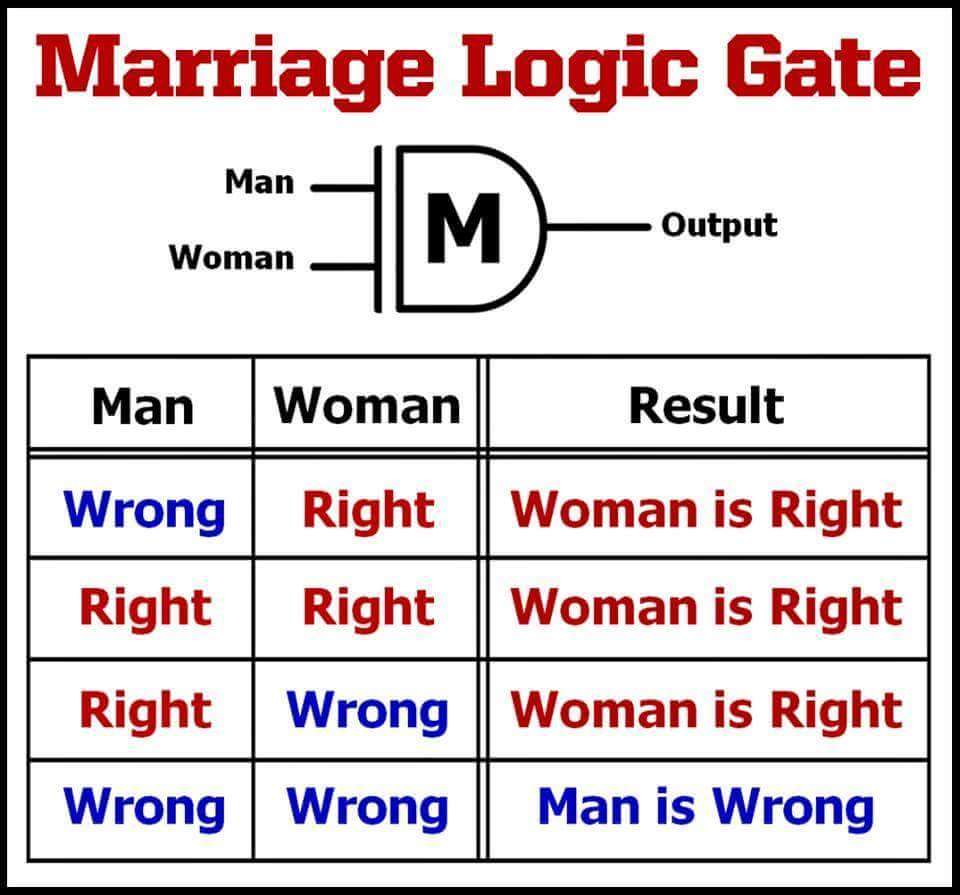 Marriage Logic Gate
Man
M
Output
Woman
Man Woman Result
Wrong Right Woman is Right
Right Right Woman is Right
Right Wrong Woman is Right
Wrong Wrong Man is Wrong